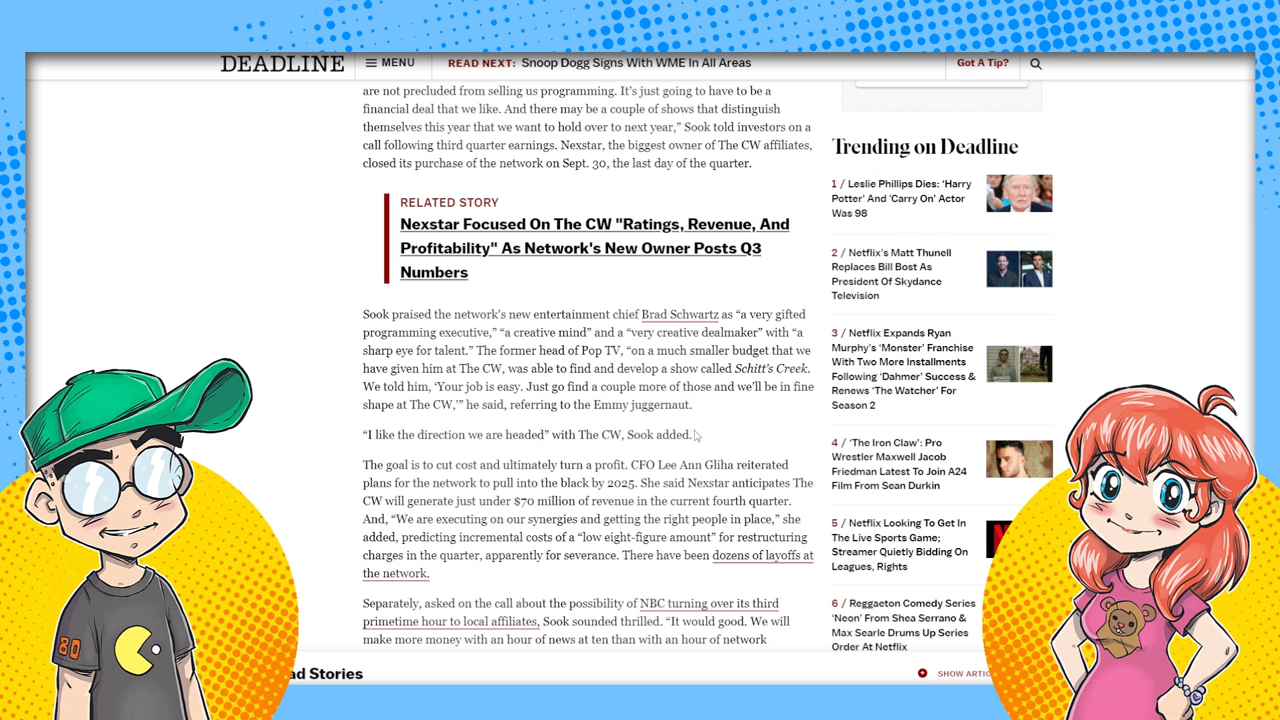 DEADLINE
MENU
READ NEXT: Snoop Dogg Signs With WME In All Areas
Got A Tip?
are not precluded from selling us programming. It’s just going to have to be a
financial deal that we like. And there may be a couple of shows that distinguish
themselves this year that we want to hold over to next year,” Sook told investors on a
call following third quarter earnings. Nexstar, the biggest owner of The CW affiliates,
closed its purchase of the network on Sept. 30, the last day of the quarter.
RELATED STORY
Nexstar Focused On The CW "Ratings, Revenue, And
Profitability" As Network's New Owner Posts Q3
Numbers
Sook praised the network’s new entertainment chief Brad Schwartz as “a very gifted
programming executive,” “a creative mind” and a “very creative dealmaker” with “a
sharp eye for talent.” The former head of Pop TV, “on a much smaller budget that we
have given him at The CW, was able to find and develop a show called Schitt’s Creek.
We told him, ‘Your job is easy. Just go find a couple more of those and we’ll be in fine
shape at The CW,’” he said, referring to the Emmy juggernaut.
“I like the direction we are headed” with The CW, Sook added.
The goal is to cut cost and ultimately turn a profit. CFO Lee Ann Gliha reiterated
plans for the network to pull into the black by 2025. She said Nexstar anticipates The
CW will generate just under $70 million of revenue in the current fourth quarter.
And, “We are executing on our synergies and getting the right people in place,” she
added, predicting incremental costs of a “low eight-figure amount” for restructuring
charges in the quarter, apparently for severance. There have been dozens of layoffs at
the network.
Separately, asked on the call about the possibility of NBC turning over its third
primetime hour to local affiliates, Sook sounded thrilled. “It would good. We will
make more money with an hour of news at ten than with an hour of network
Trending on Deadline
1 / Leslie Phillips Dies: ‘Harry
Potter’ And ‘Carry On’ Actor
Was 98
2 / Netflix’s Matt Thunell
Replaces Bill Bost As
President Of Skydance
Television
3 / Netflix Expands Ryan
Murphy’s ‘Monster’ Franchise
With Two More Installments
Following ‘Dahmer’ Success &
Renews ‘The Watcher’ For
Season 2
4 / ‘The Iron Claw’: Pro
Wrestler Maxwell Jacob
Friedman Latest To Join A24
Film From Sean Durkin
5 / Netflix Looking To Get In
The Live Sports Game;
Streamer Quietly Bidding On
Leagues, Rights
6 / Reggaeton Comedy Series
‘Neon’ From Shea Serrano &
Max Searle Drums Up Series
Order At Netflix
Stories
SHOW
80